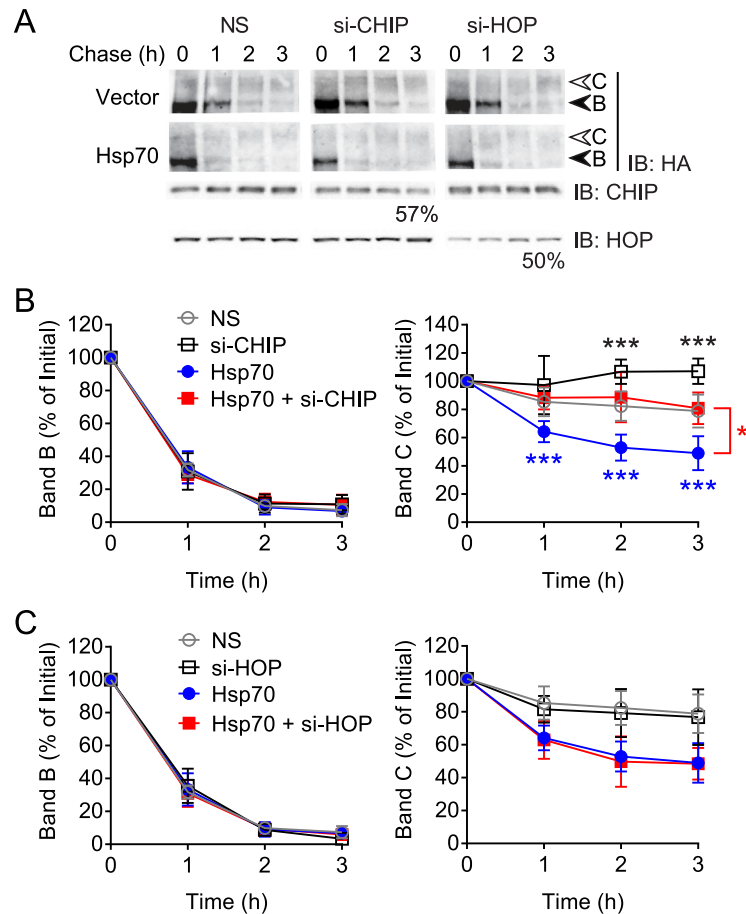 A
NS si-CHIP si-HOP
Chase (h) 0 1 2 3 0 1 2 3 0 1 2 3
Vector
C
B
Hsp70
C
B
IB: HA
IB: CHIP
57%
IB: HOP
50%
B
NS
si-CHIP
Hsp70
Hsp70 + si-CHIP
Band B (% of Initial)
120
100
80
60
40
20
0
0 1 2 3
Time (h)
Band C (% of Initial)
140
120
100
80
60
40
20
0
*** ***
*
***
***
***
0 1 2 3
Time (h)
C
NS
si-HOP
Hsp70
Hsp70 + si-HOP
Band B (% of Initial)
120
100
80
60
40
20
0
0 1 2 3
Time (h)
Band C (% of Initial)
120
100
80
60
40
20
0
0 1 2 3
Time (h)